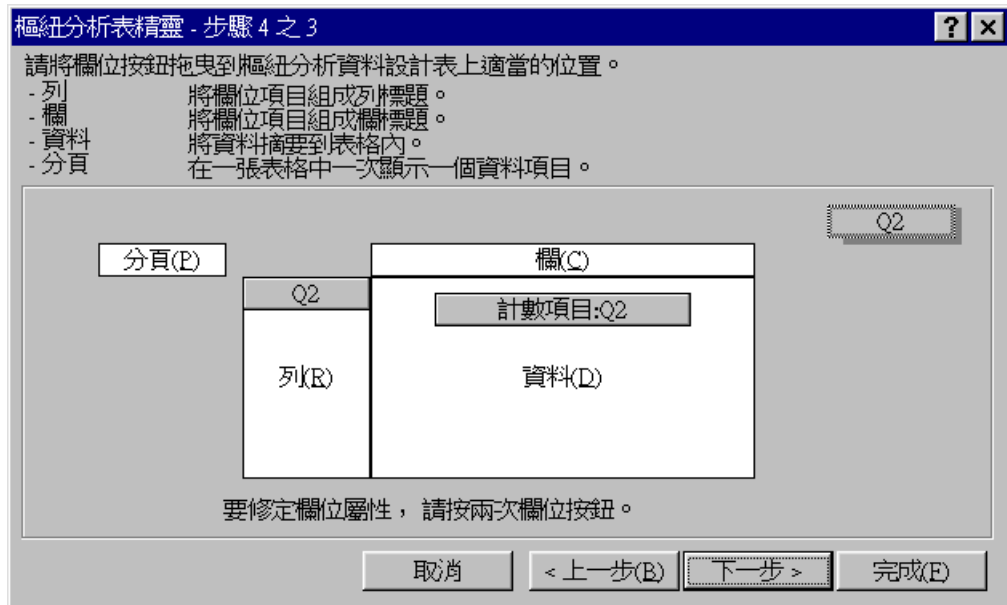 樞紐分析表精靈 - 步驟 4 之 3
請將欄位按鈕拖曳到樞紐分析資料設計表上適當的位置。
- 列 將欄位項目組成列標題。
- 欄 將欄位項目組成欄標題。
- 資料 將資料摘要到表格內。
- 分頁 在一張表格中一次顯示一個資料項目。
Q2
分頁(P) 欄(C)
Q2 計數項目:Q2
列(R) 資料(D)
要修定欄位屬性，請按兩次欄位按鈕。
取消 < 上一步(B) 下一步 > 完成(F)